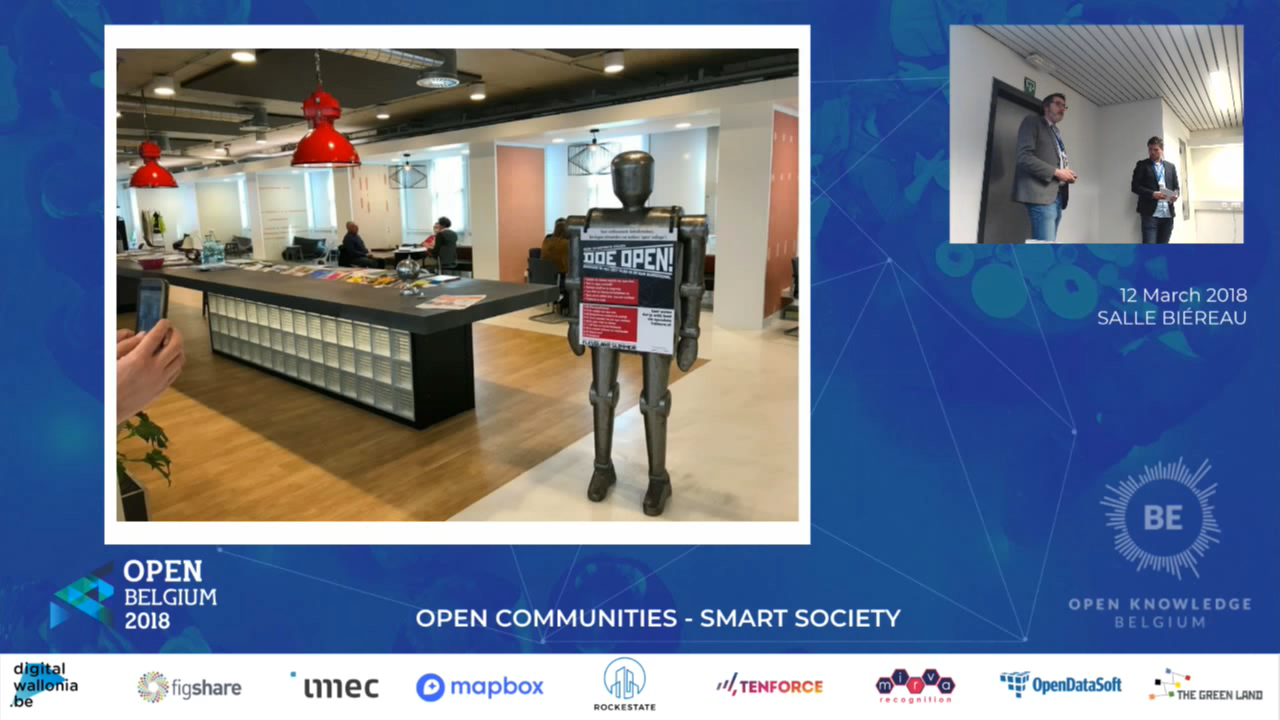 DOE OPEN!
12 March 2018
SALLE BIÉREAU
BE
OPEN KNOWLEDGE
BELGIUM
OPEN
BELGIUM
2018
OPEN COMMUNITIES - SMART SOCIETY
digital
wallonia
.be
figshare
imec
mapbox
ROCKESTATE
TENFORCE
mirva
recognition
OpenDataSoft
THE GREEN LAND